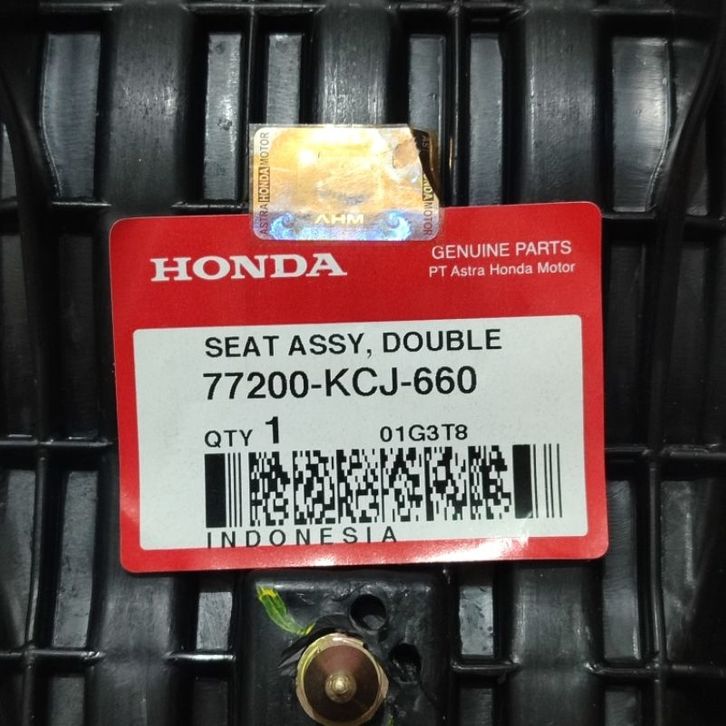 ASTRA HONDA MOTOR
AHM
HONDA
GENUINE PARTS
PT Astra Honda Motor
SEAT ASSY, DOUBLE
77200-KCJ-660
QTY 1 01G3T8
INDONESIA